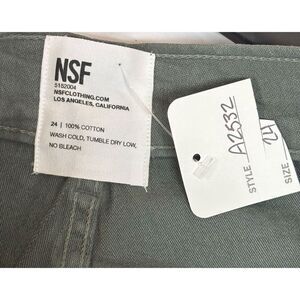 NSF
5152004
NSFCLOTHING.COM
LOS ANGELES, CALIFORNIA
24 | 100% COTTON
WASH COLD, TUMBLE DRY LOW,
NO BLEACH
STYLE A2532
SIZE 24